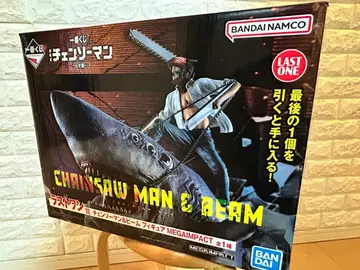 BANDAI NAMCO
一番くじ
チェンソーマン
LAST ONE
最後の1個を
引くと手に入る!
CHAINSAW MAN & BEAM
ラストワン賞
チェンソーマン&ビーム フィギュア MEGAIMPACT 全1種
MEGAIMPACT
BAN
DAI